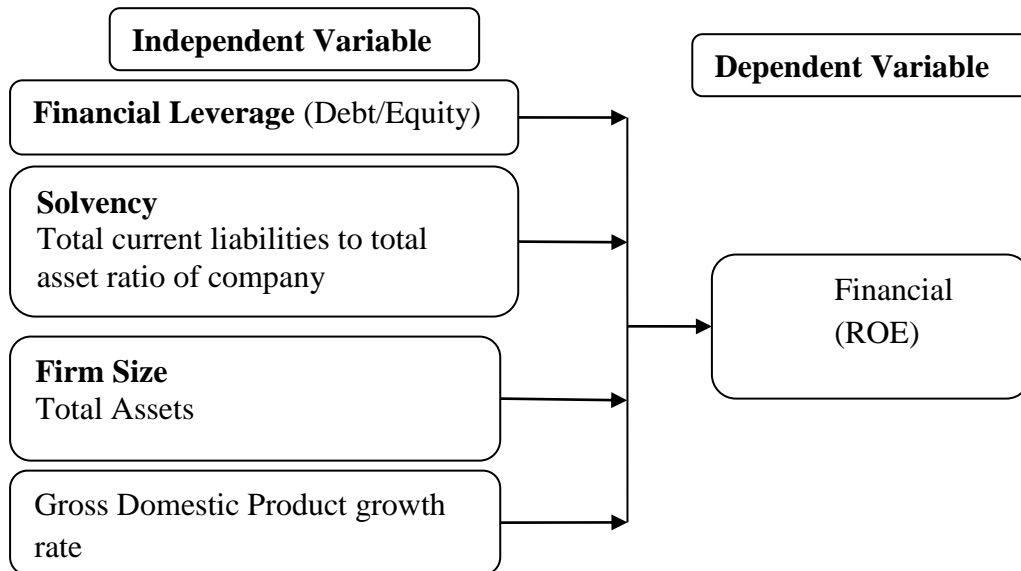 Independent Variable
Dependent Variable
Financial Leverage (Debt/Equity)
Solvency
Total current liabilities to total
asset ratio of company
Financial
(ROE)
Firm Size
Total Assets
Gross Domestic Product growth
rate